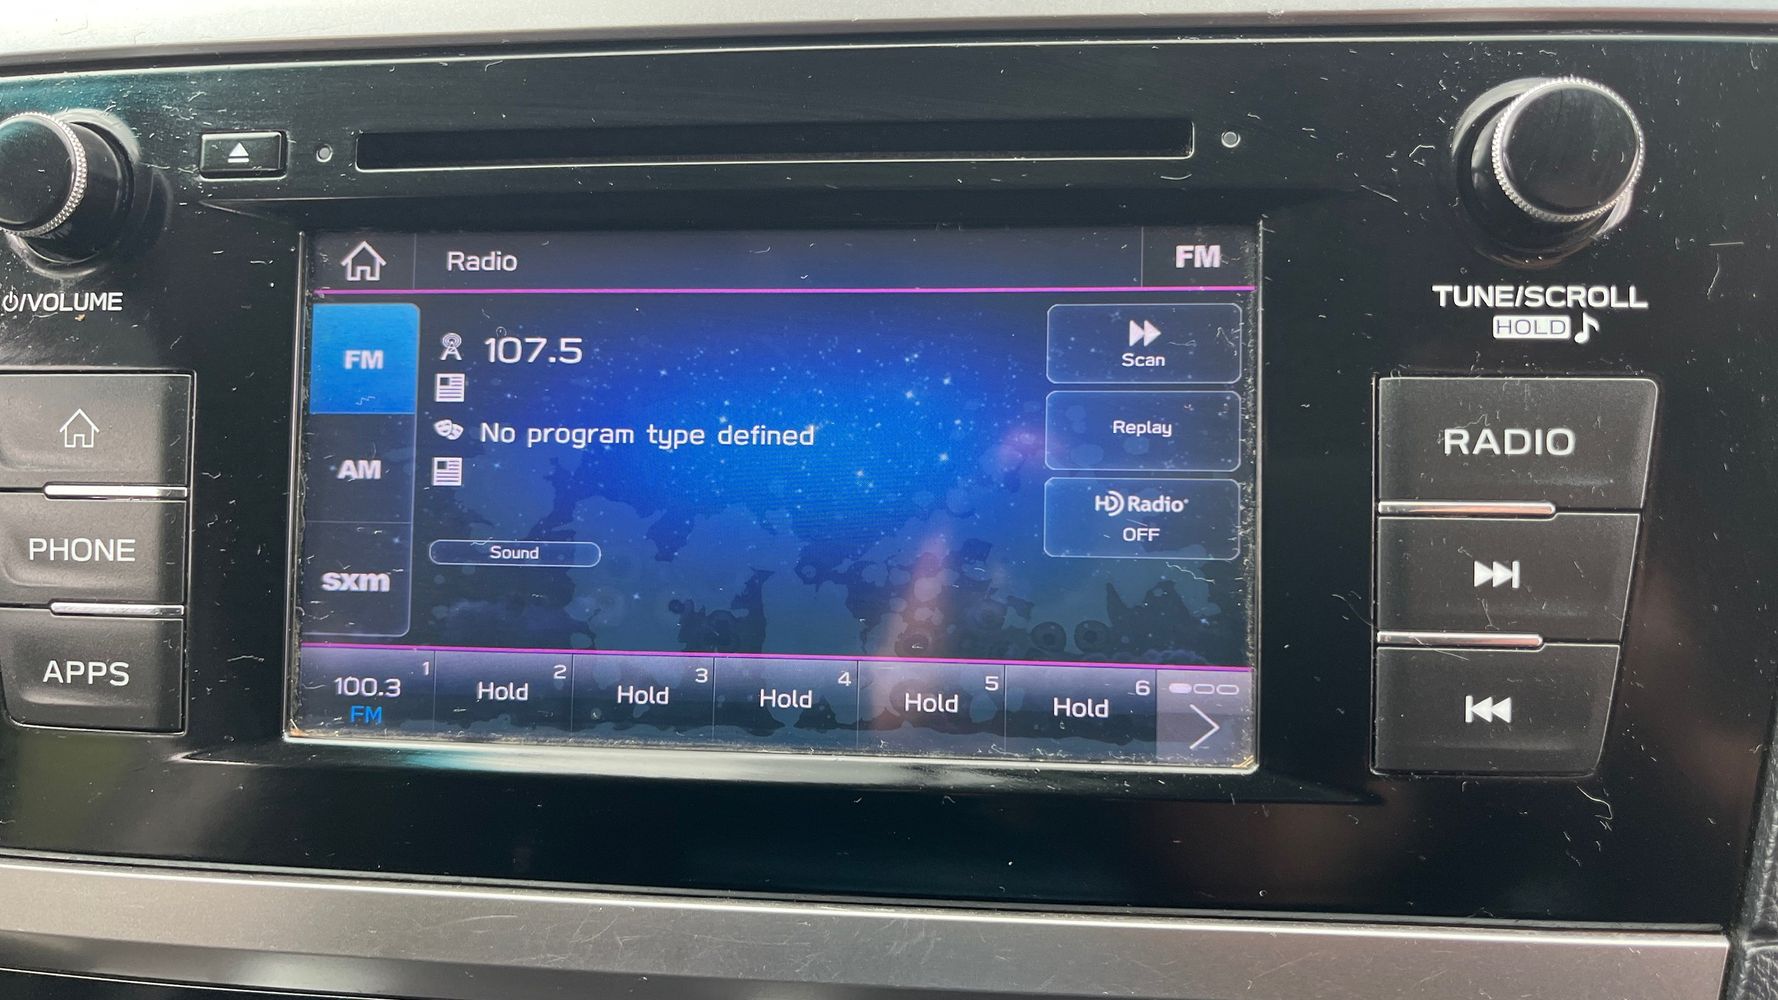 Radio
FM
/VOLUME
TUNE/SCROLL
HOLD
FM
107.5
Scan
No program type defined
Replay
RADIO
AM
HD Radio
OFF
PHONE
Sound
sxm
APPS
1
100.3
FM
2
Hold
3
Hold
4
Hold
5
Hold
6
Hold